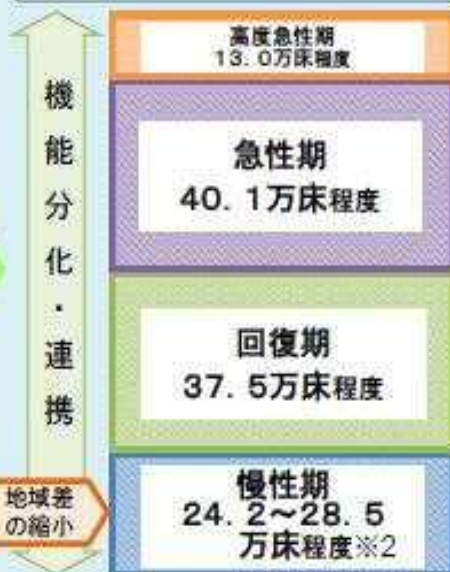 機能分化・連携
高度急性期
13.0万床程度
急性期
40.1万床程度
回復期
37.5万床程度
地域差
の縮小
慢性期
24.2～28.5
万床程度※2